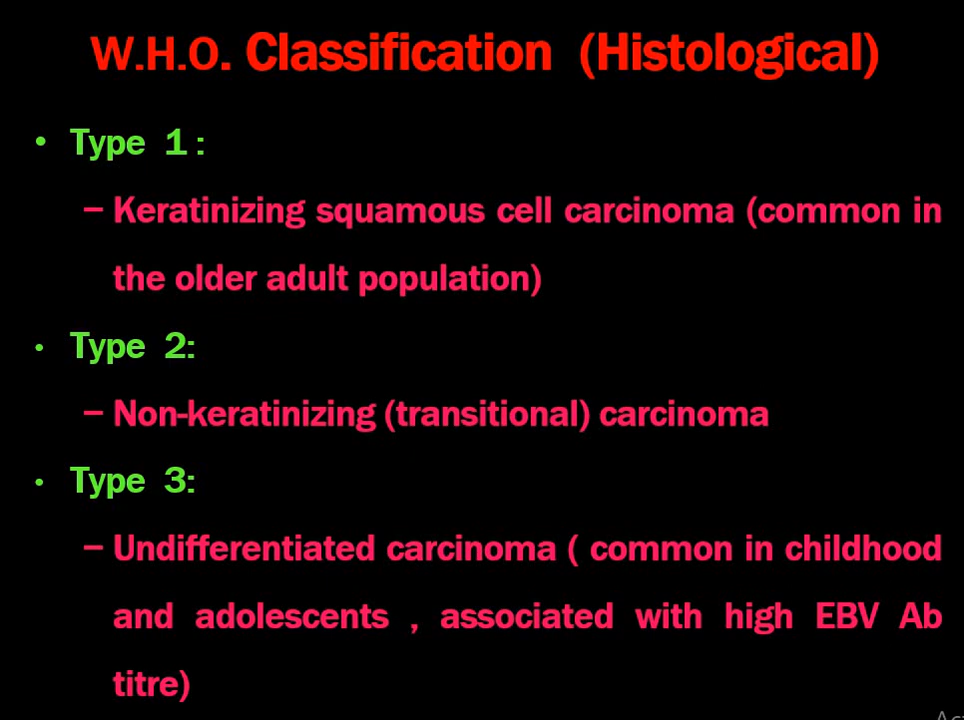 W.H.O. Classification (Histological)
• Type 1 :
– Keratinizing squamous cell carcinoma (common in
the older adult population)
• Type 2:
– Non-keratinizing (transitional) carcinoma
• Type 3:
– Undifferentiated carcinoma ( common in childhood
and adolescents , associated with high EBV Ab
titre)